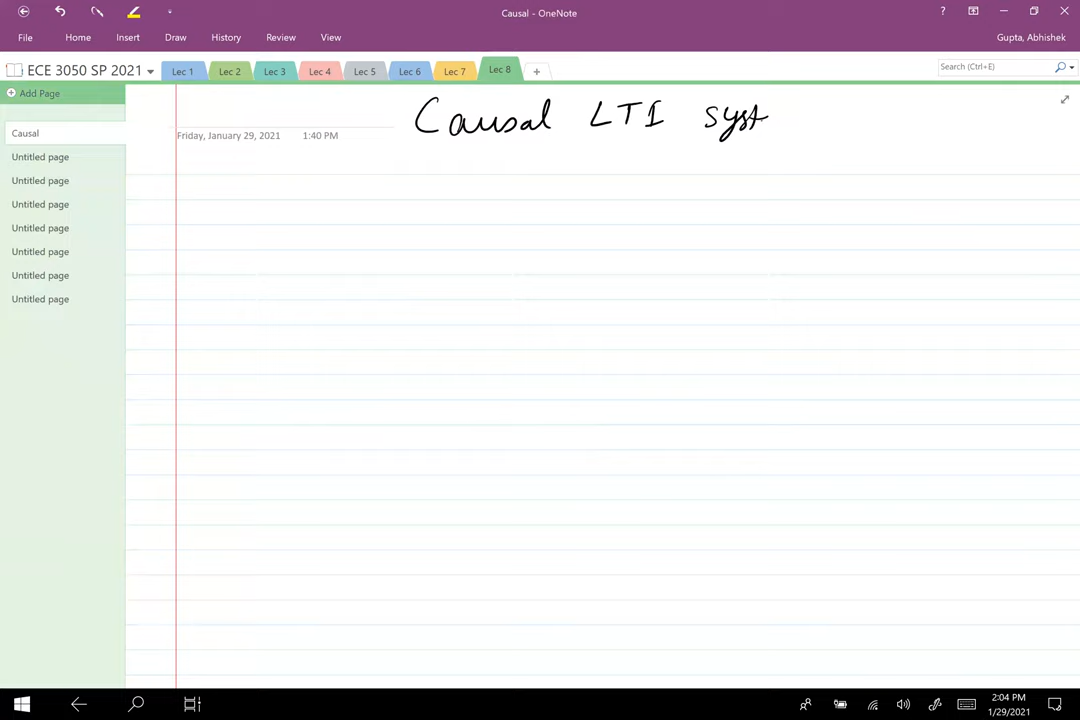 Causal - OneNote
File Home Insert Draw History Review View Gupta, Abhishek
ECE 3050 SP 2021 Lec 1 Lec 2 Lec 3 Lec 4 Lec 5 Lec 6 Lec 7 Lec 8 Search (Ctrl+E)
Add Page
Causal LTI syst
Friday, January 29, 2021 1:40 PM
Causal
Untitled page
Untitled page
Untitled page
Untitled page
Untitled page
Untitled page
Untitled page
2:04 PM
1/29/2021